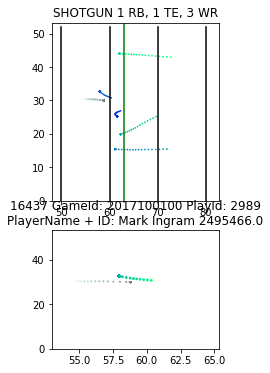 SHOTGUN 1 RB, 1 TE, 3 WR
50
40
30
20
10
0
50 60 70 80
16437 GameId: 2017100100 PlayId: 2989
PlayerName + ID: Mark Ingram 2495466.0
40
20
0
55.0 57.5 60.0 62.5 65.0